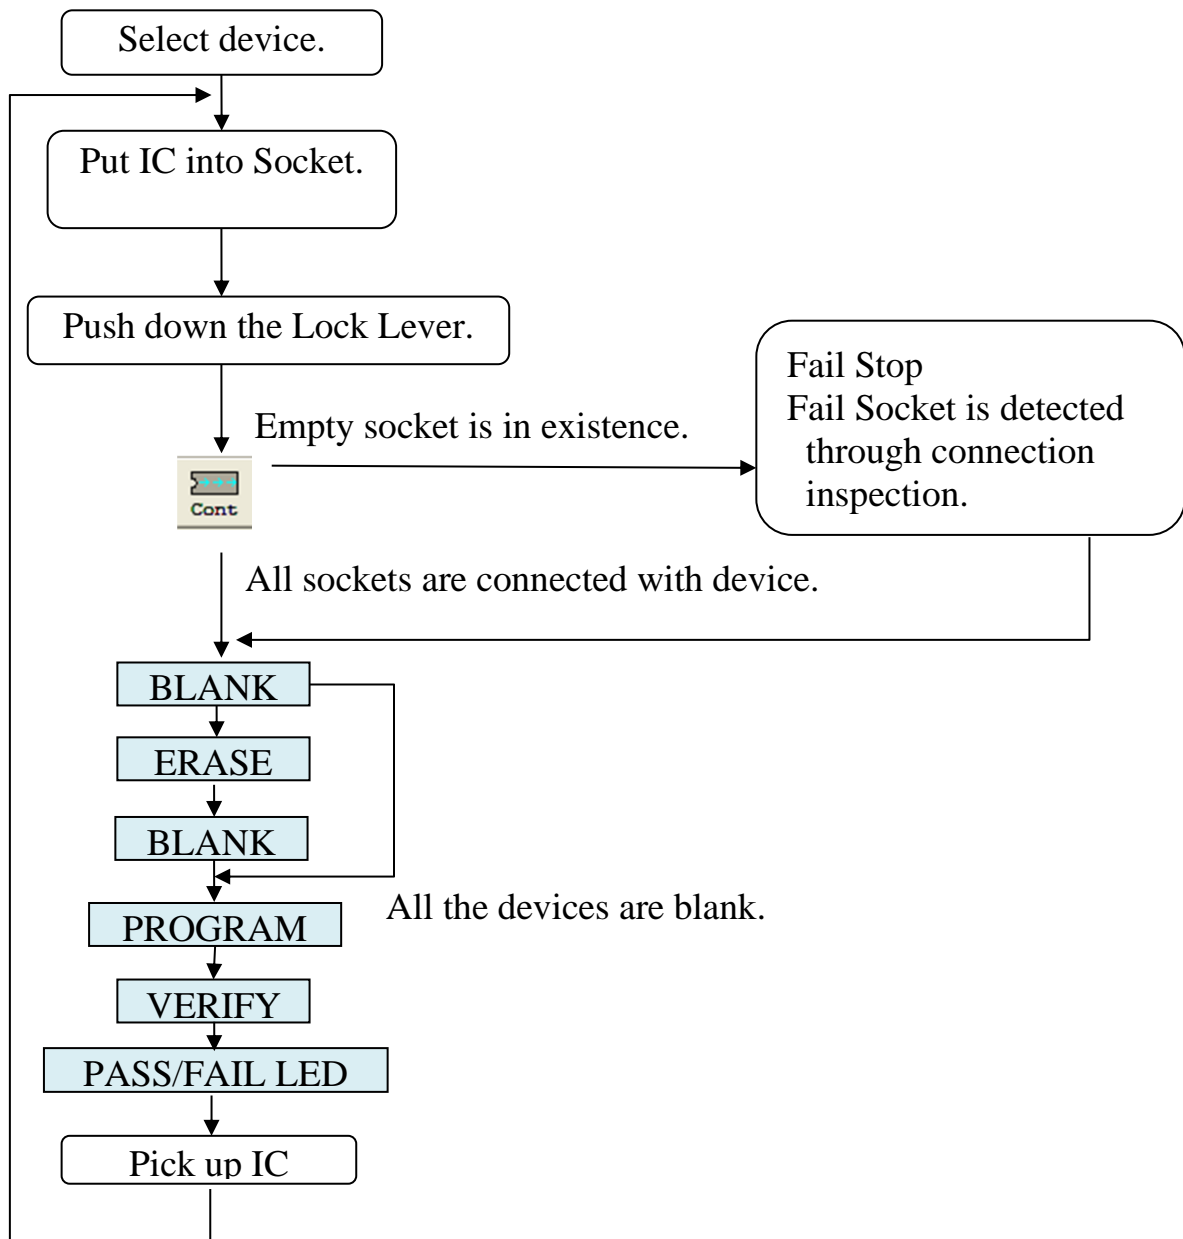 Select device.
Put IC into Socket.
Push down the Lock Lever.
Fail Stop
Fail Socket is detected
through connection
inspection.
Empty socket is in existence.
Cont
All sockets are connected with device.
BLANK
ERASE
BLANK
All the devices are blank.
PROGRAM
VERIFY
PASS/FAIL LED
Pick up IC